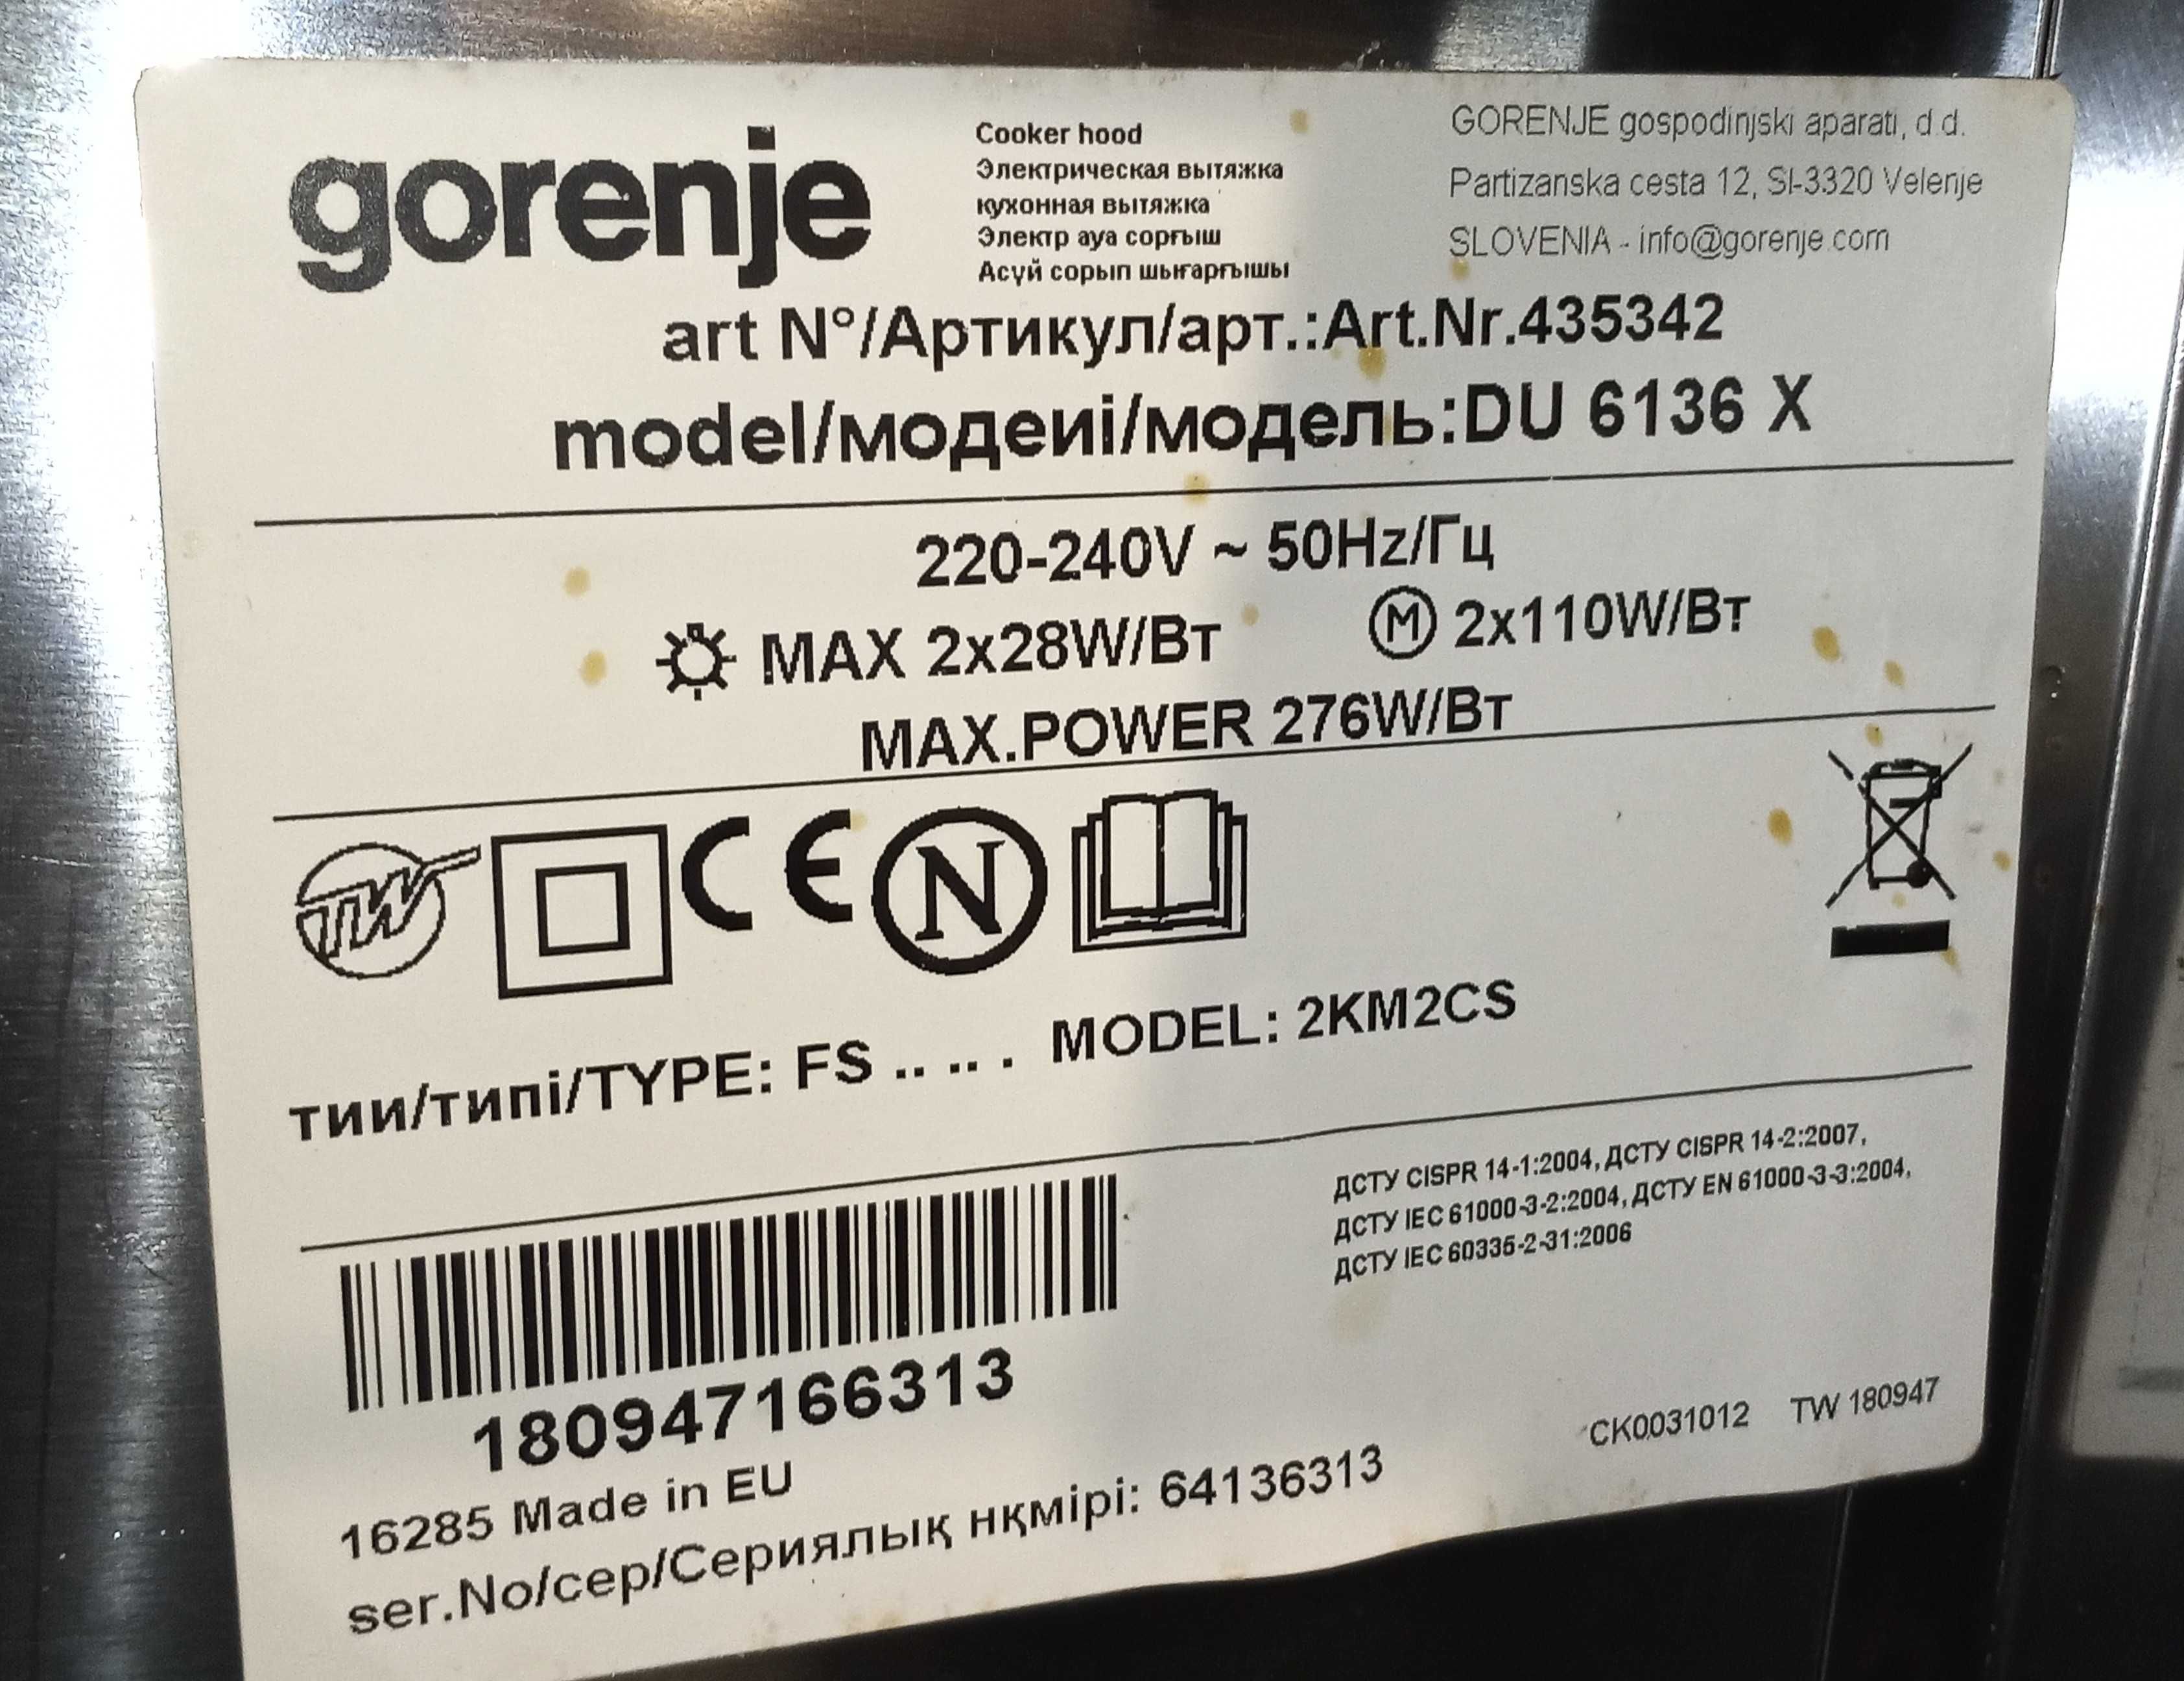 gorenje
Cooker hood
Электрическая вытяжка
кухонная вытяжка
Электр ауа сорғыш
Асүй сорып шығарғышы
GORENJE gospodinjski aparati, d.d.
Partizanska cesta 12, SI-3320 Velenje
SLOVENIA - info@gorenje.com
art N°/Артикул/арт.:Art.Nr.435342
model/модеиі/модель:DU 6136 X
220-240V ~ 50Hz/Гц
MAX 2x28W/Вт
M 2x110W/Вт
MAX.POWER 276W/Вт
TW CE N
тии/типі/TYPE: FS .. .. . MODEL: 2KM2CS
ДСТУ CISPR 14-1:2004, ДСТУ CISPR 14-2:2007,
ДСТУ IEC 61000-3-2:2004, ДСТУ EN 61000-3-3:2004,
ДСТУ IEC 60335-2-31:2006
180947166313
16285 Made in EU
CK0031012 TW 180947
ser.No/сер/Сериялық нқмірі: 64136313